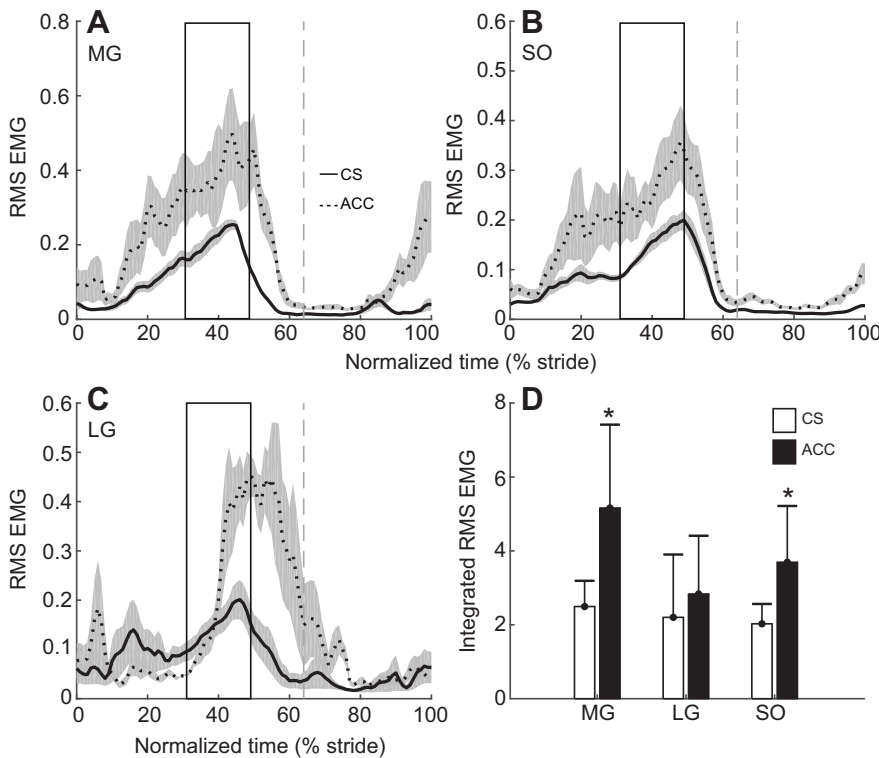 A
MG
RMS EMG
0.8
0.6
0.4
0.2
0
0 20 40 60 80 100
CS
ACC
B
SO
RMS EMG
0.6
0.5
0.4
0.3
0.2
0.1
0
0 20 40 60 80 100
Normalized time (% stride)
C
LG
RMS EMG
0.6
0.5
0.4
0.3
0.2
0.1
0
0 20 40 60 80 100
Normalized time (% stride)
D
Integrated RMS EMG
8
6
4
2
0
* *
CS
ACC
MG LG SO